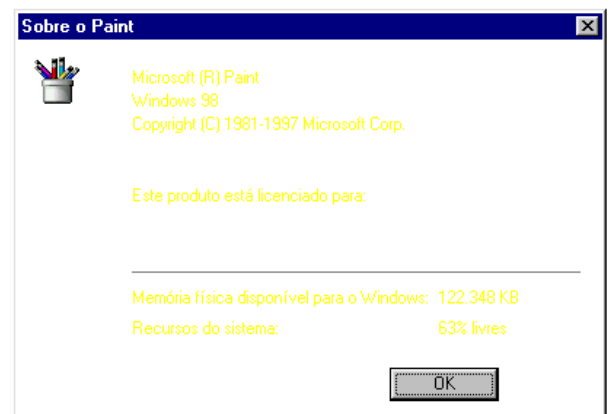 Sobre o Paint
Microsoft (R) Paint
Windows 98
Copyright (C) 1981-1997 Microsoft Corp.
Este produto está licenciado para:
Memória física disponível para o Windows: 122.348 KB
Recursos do sistema: 63% livres
OK